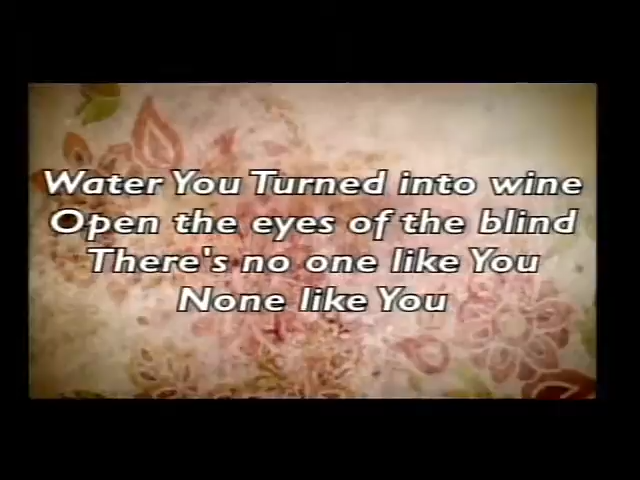 Water You Turned into wine
Open the eyes of the blind
There's no one like You
None like You